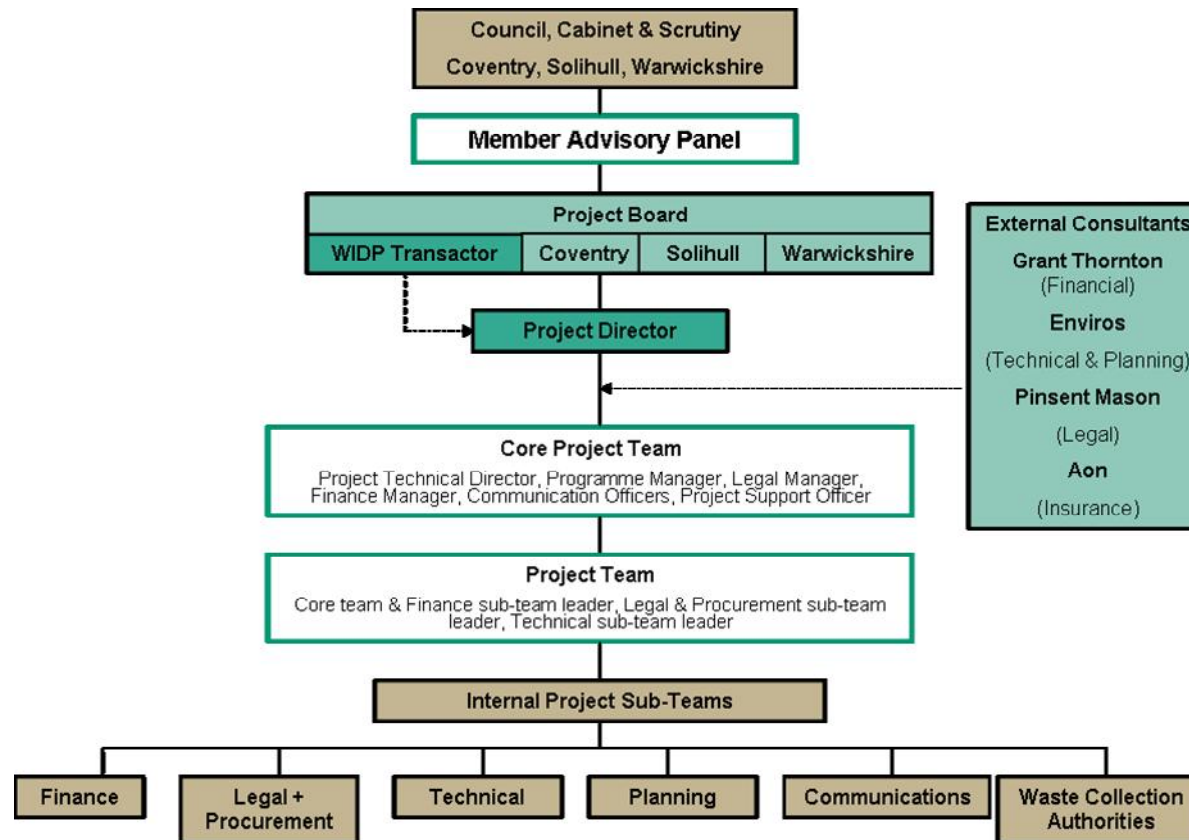 Council, Cabinet & Scrutiny
Coventry, Solihull, Warwickshire
Member Advisory Panel
Project Board
WIDP Transactor
Coventry
Solihull
Warwickshire
Project Director
External Consultants
Grant Thornton
(Financial)
Enviros
(Technical & Planning)
Pinsent Mason
(Legal)
Aon
(Insurance)
Core Project Team
Project Technical Director, Programme Manager, Legal Manager,
Finance Manager, Communication Officers, Project Support Officer
Project Team
Core team & Finance sub-team leader, Legal & Procurement sub-team
leader, Technical sub-team leader
Internal Project Sub-Teams
Finance
Legal +
Procurement
Technical
Planning
Communications
Waste Collection
Authorities